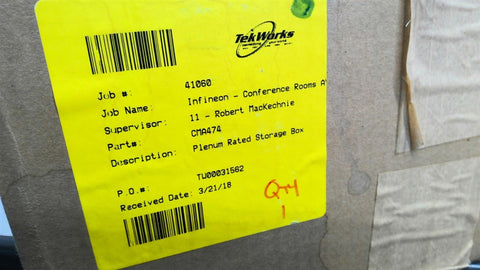 TekWorks
Job #: 41060
Job Name: Infineon - Conference Rooms A
Supervisor: 11 - Robert MacKechnie
Part#: CMA474
Description: Plenum Rated Storage Box
P.O.#: TW00031562
Received Date: 3/21/18
Qty
1